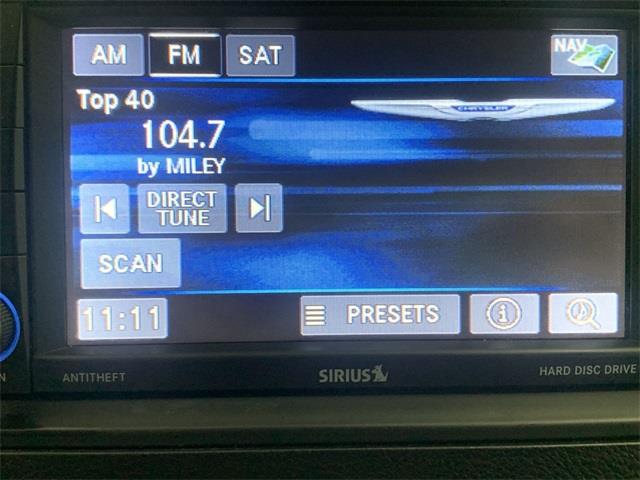 AM FM SAT NAV
Top 40
CHRYSLER
104.7
by MILEY
DIRECT
TUNE
SCAN
11:11 PRESETS
ANTITHEFT SIRIUS HARD DISC DRIVE